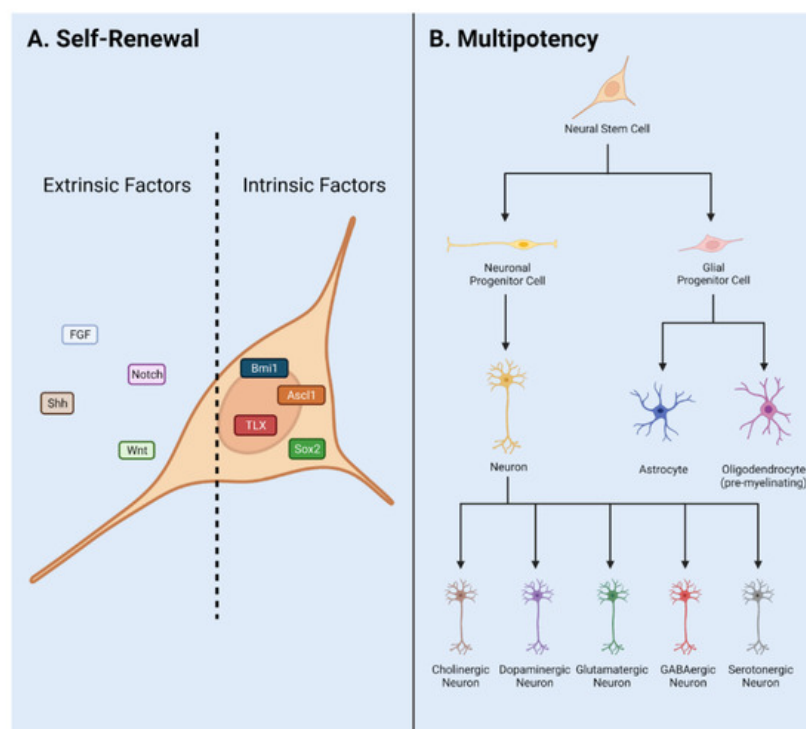 A. Self-Renewal
Extrinsic Factors
Intrinsic Factors
FGF
Notch
Shh
Wnt
Bmi1
Ascl1
TLX
Sox2
B. Multipotency
Neural Stem Cell
Neuronal
Progenitor Cell
Glial
Progenitor Cell
Neuron
Astrocyte
Oligodendrocyte
(pre-myelinating)
Cholinergic
Neuron
Dopaminergic
Neuron
Glutamatergic
Neuron
GABAergic
Neuron
Serotonergic
Neuron